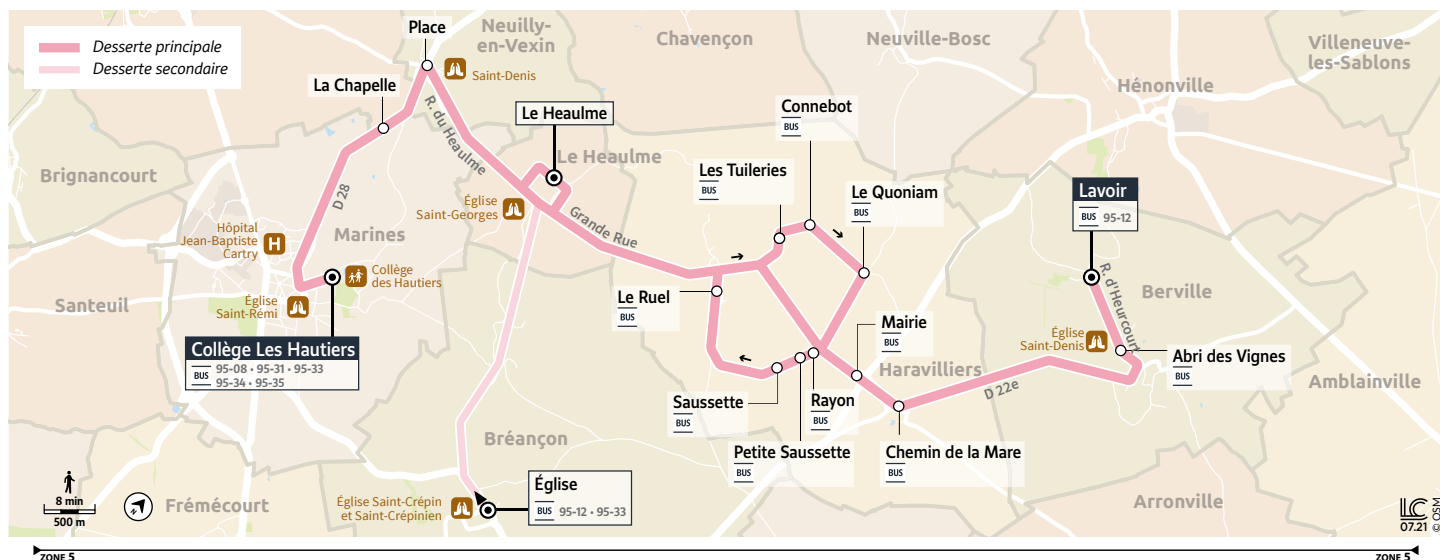 Desserte principale
Desserte secondaire
Place
Neuilly-
en-Vexin
Chavençon
Neuville-Bosc
Villeneuve-
les-Sablons
Saint-Denis
La Chapelle
Hénonville
R. du Heaulme
Le Heaulme
Le Heaulme
Connebot
BUS
Les Tuileries
BUS
Le Quoniam
BUS
Lavoir
BUS 95-12
Brignancourt
D 28
Église
Saint-Georges
Grande Rue
Hôpital
Jean-Baptiste
Cartry
H
Marines
Collège
des Hautiers
Santeuil
Église
Saint-Rémi
Le Ruel
BUS
R. d'Heurcourt
Berville
Mairie
BUS
Église
Saint-Denis
Abri des Vignes
BUS
Collège Les Hautiers
BUS 95-08 • 95-31 • 95-33
95-34 • 95-35
Haravilliers
D 22e
Amblainville
Saussette
BUS
Rayon
BUS
Petite Saussette
BUS
Chemin de la Mare
BUS
Bréançon
Église
BUS 95-12 • 95-33
Église Saint-Crépin
et Saint-Crépinien
8 min
500 m
Frémécourt
Arronville
LC
07.21
© OSM
ZONE 5
ZONE 5